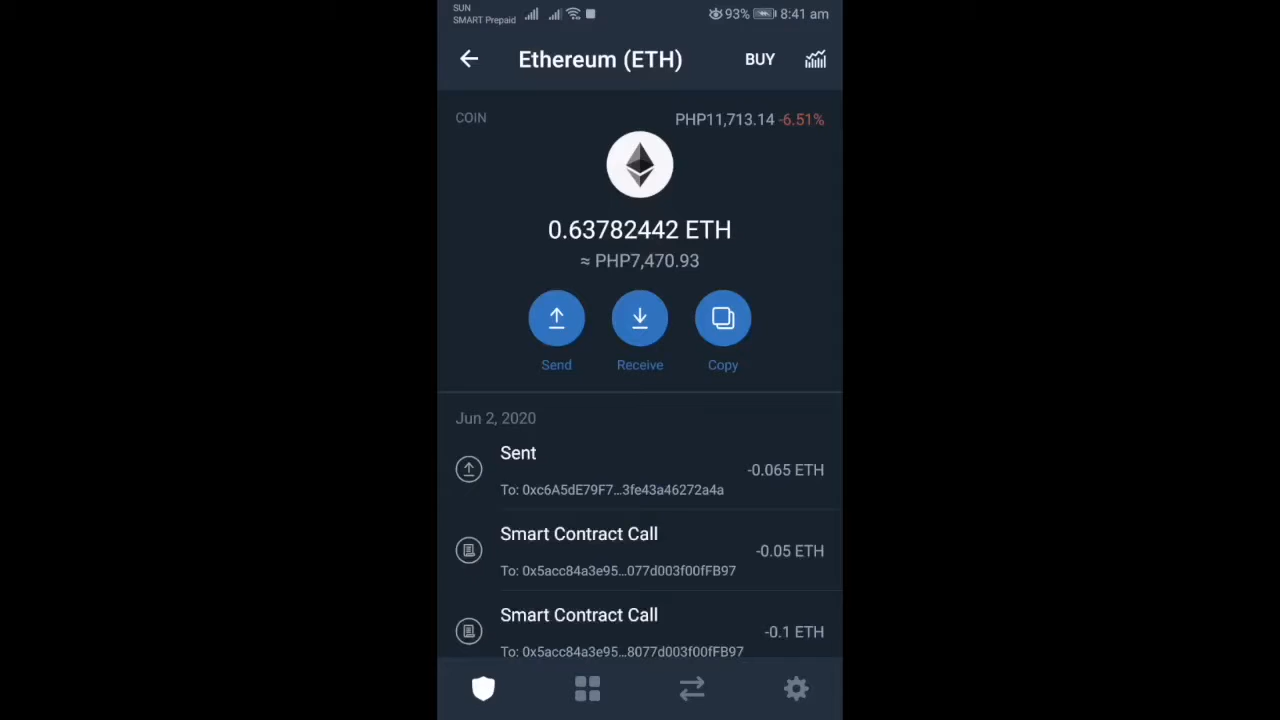 SUN
SMART Prepaid
93%
8:41 am
Ethereum (ETH)
BUY
COIN
PHP11,713.14 -6.51%
0.63782442 ETH
≈ PHP7,470.93
Send
Receive
Copy
Jun 2, 2020
Sent
-0.065 ETH
To: 0xc6A5dE79F7...3fe43a46272a4a
Smart Contract Call
-0.05 ETH
To: 0x5acc84a3e95...077d003f00fFB97
Smart Contract Call
-0.1 ETH
To: 0x5acc84a3e95...8077d003f00fFB97